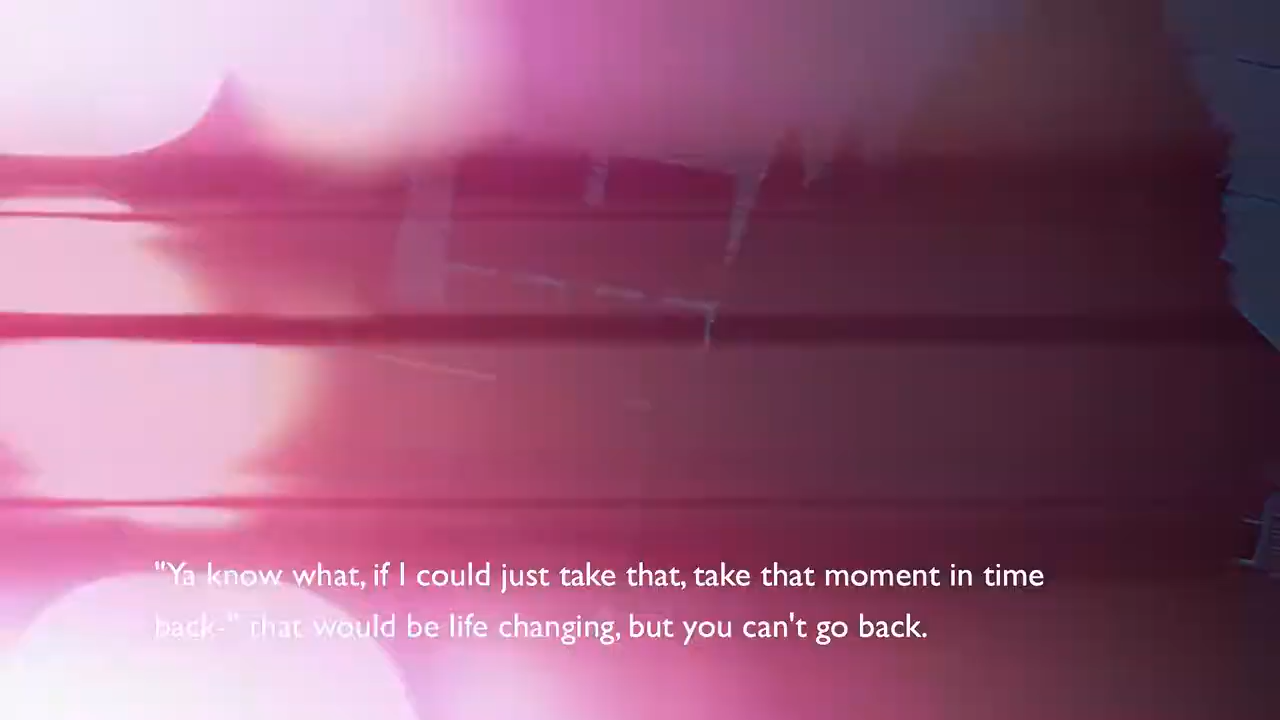 "Ya know what, if I could just take that, take that moment in time
back-" that would be life changing, but you can't go back.